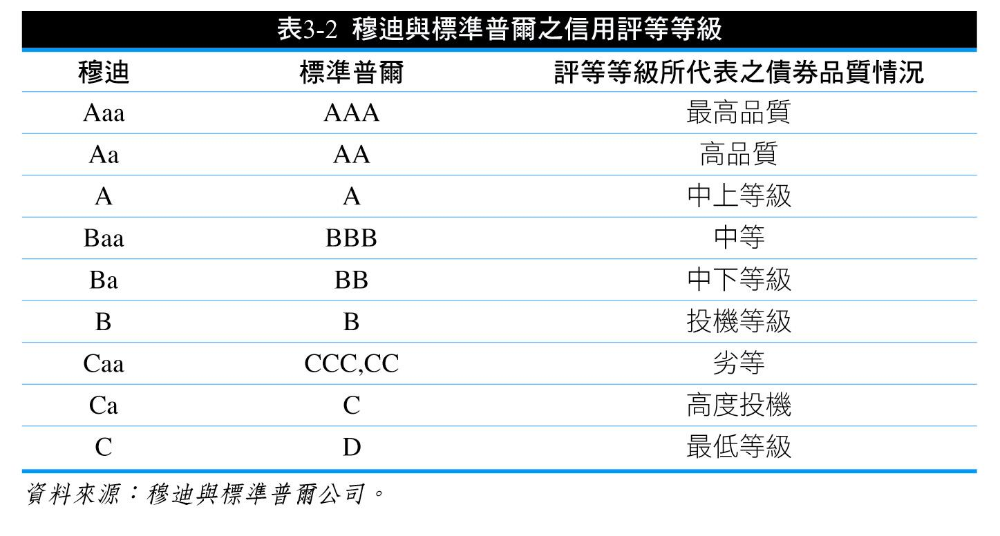 表3-2 穆迪與標準普爾之信用評等等級
穆迪 標準普爾 評等等級所代表之債券品質情況
Aaa AAA 最高品質
Aa AA 高品質
A A 中上等級
Baa BBB 中等
Ba BB 中下等級
B B 投機等級
Caa CCC,CC 劣等
Ca C 高度投機
C D 最低等級
資料來源：穆迪與標準普爾公司。